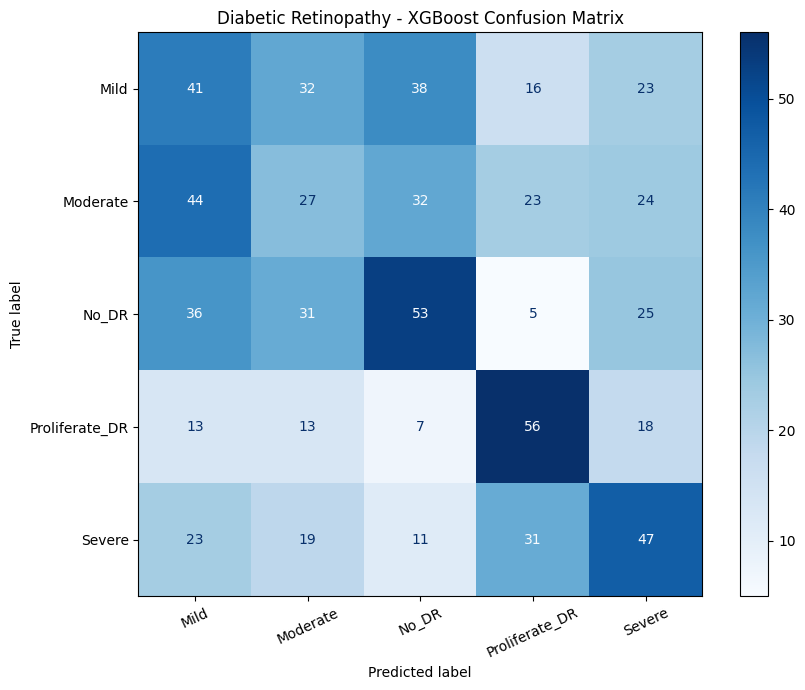 Diabetic Retinopathy - XGBoost Confusion Matrix
True label
Mild 41 32 38 16 23
Moderate 44 27 32 23 24
No_DR 36 31 53 5 25
Proliferate_DR 13 13 7 56 18
Severe 23 19 11 31 47
Mild Moderate No_DR Proliferate_DR Severe
Predicted label
50
40
30
20
10